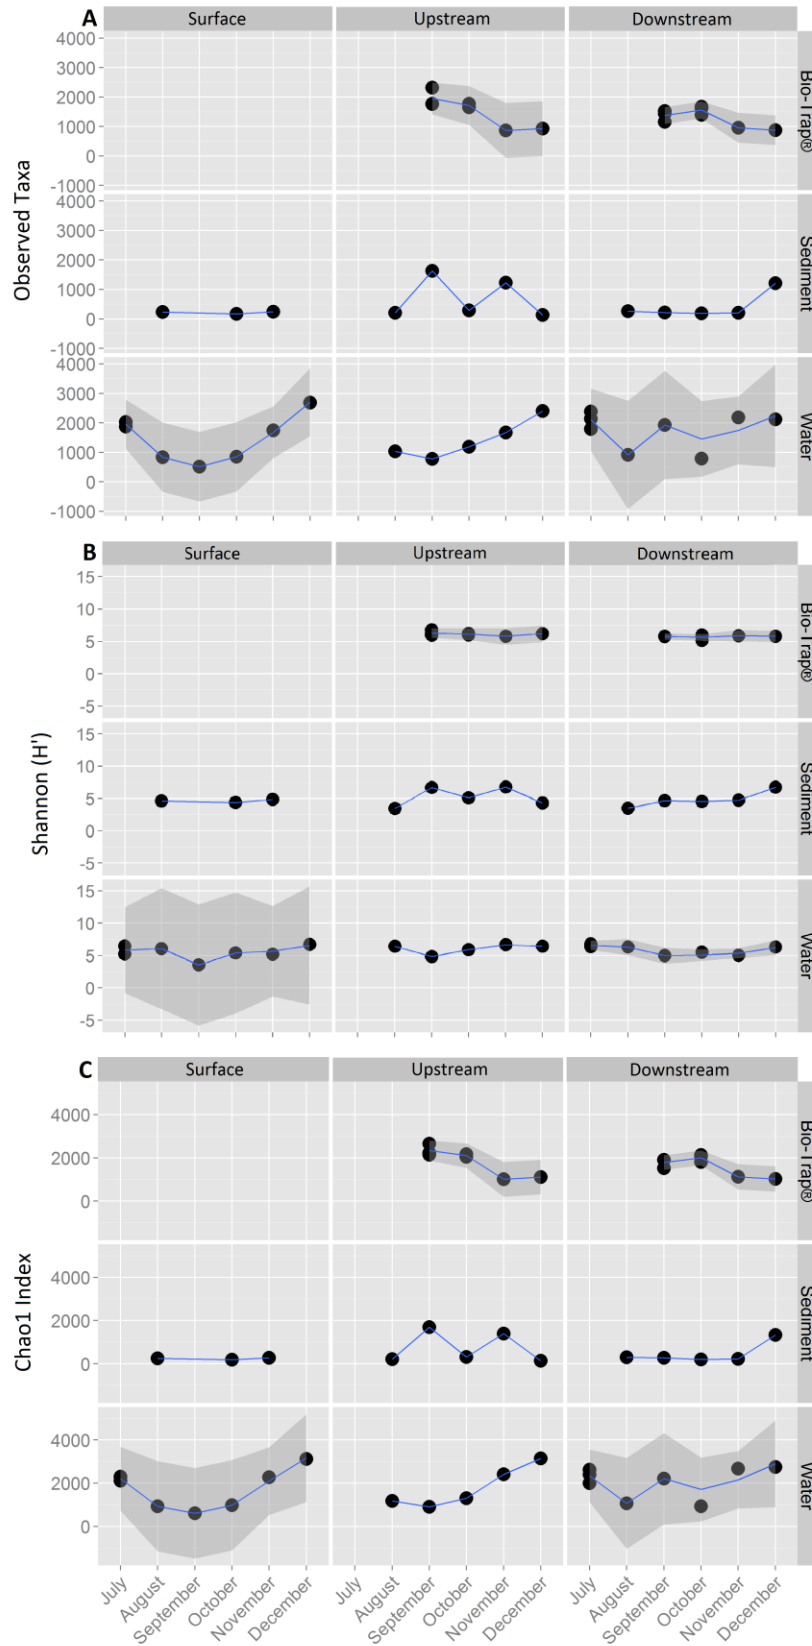 A
Surface
Upstream
Downstream
Observed Taxa
4000
3000
2000
1000
0
-1000
Bio-Trap®
4000
3000
2000
1000
0
-1000
Sediment
4000
3000
2000
1000
0
-1000
Water
B
Surface
Upstream
Downstream
Shannon (H')
15
10
5
0
-5
Bio-Trap®
15
10
5
0
-5
Sediment
15
10
5
0
-5
Water
C
Surface
Upstream
Downstream
Chao1 Index
4000
2000
0
Bio-Trap®
4000
2000
0
Sediment
4000
2000
0
Water
July
August
September
October
November
December
July
August
September
October
November
December
July
August
September
October
November
December